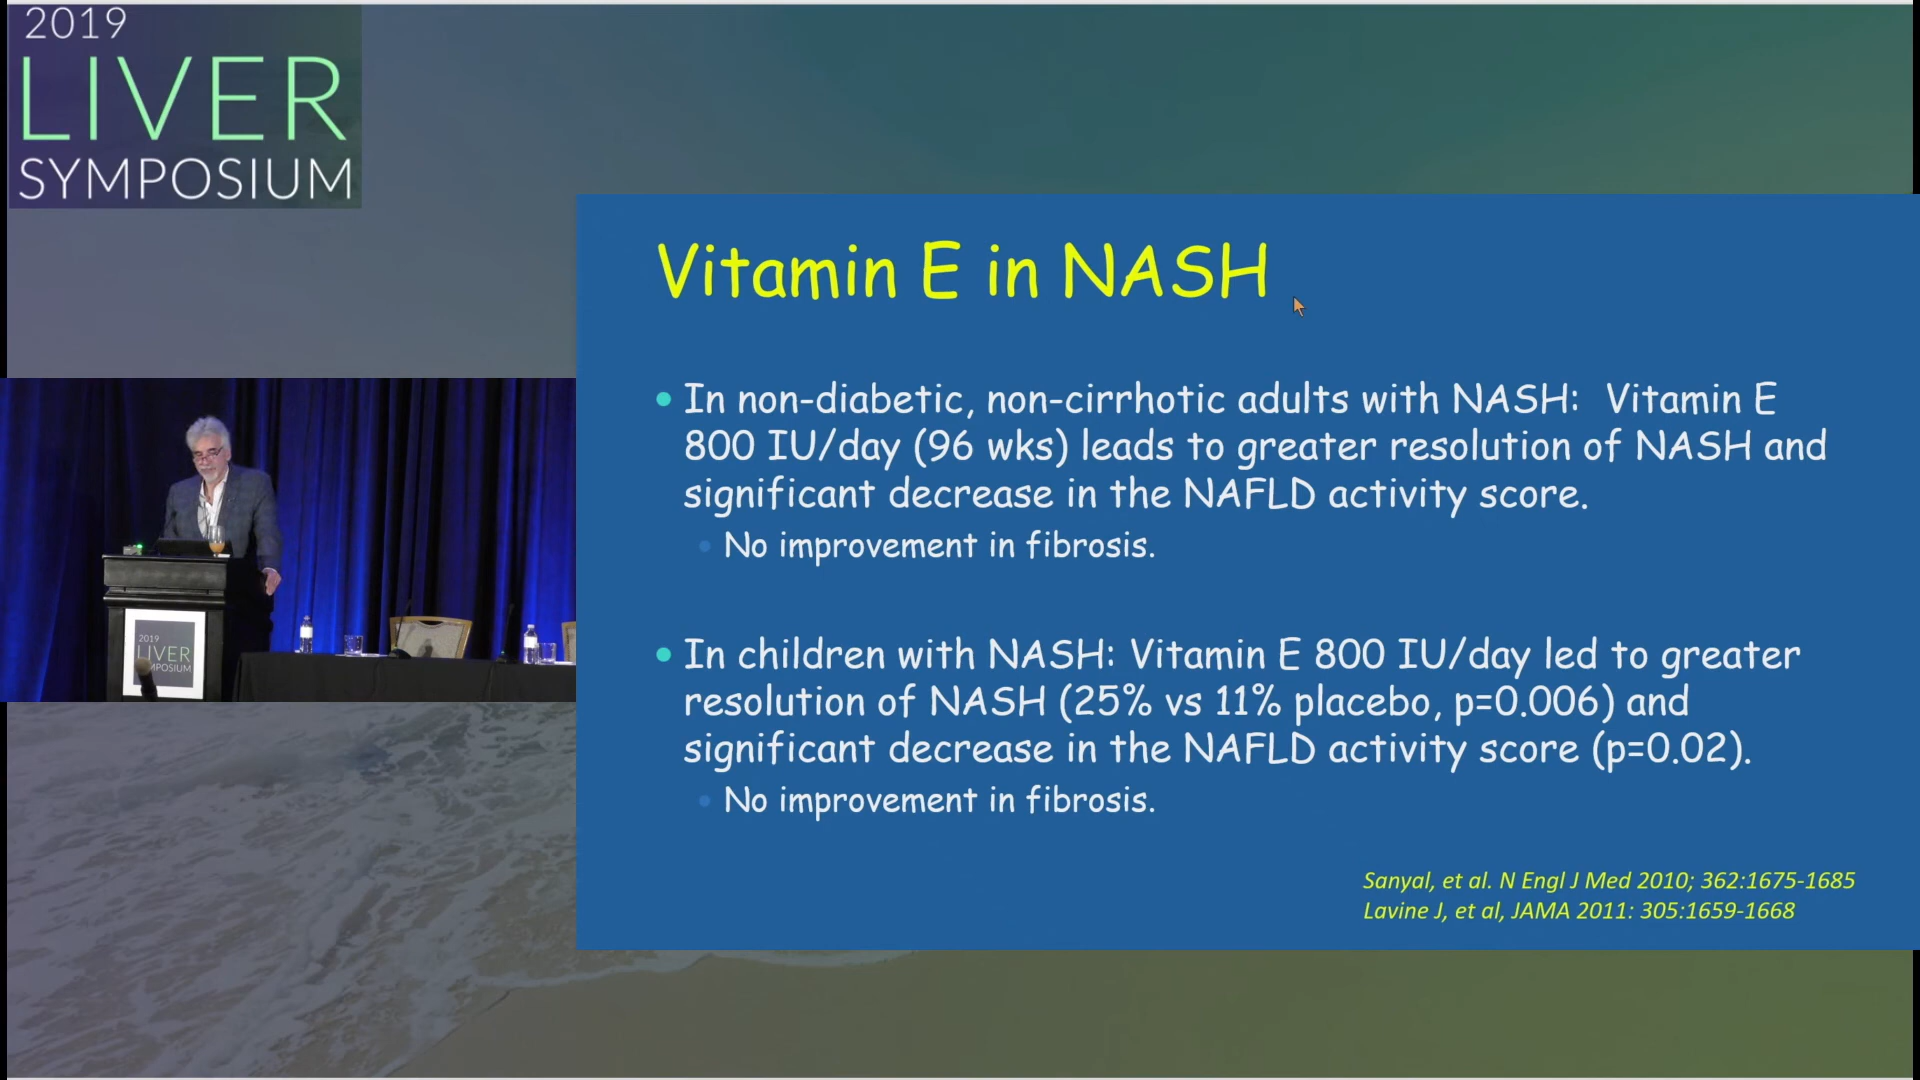 2019
LIVER
SYMPOSIUM
Vitamin E in NASH
• In non-diabetic, non-cirrhotic adults with NASH: Vitamin E
800 IU/day (96 wks) leads to greater resolution of NASH and
significant decrease in the NAFLD activity score.
• No improvement in fibrosis.
• In children with NASH: Vitamin E 800 IU/day led to greater
resolution of NASH (25% vs 11% placebo, p=0.006) and
significant decrease in the NAFLD activity score (p=0.02).
• No improvement in fibrosis.
Sanyal, et al. N Engl J Med 2010; 362:1675-1685
Lavine J, et al, JAMA 2011: 305:1659-1668
2019
LIVER